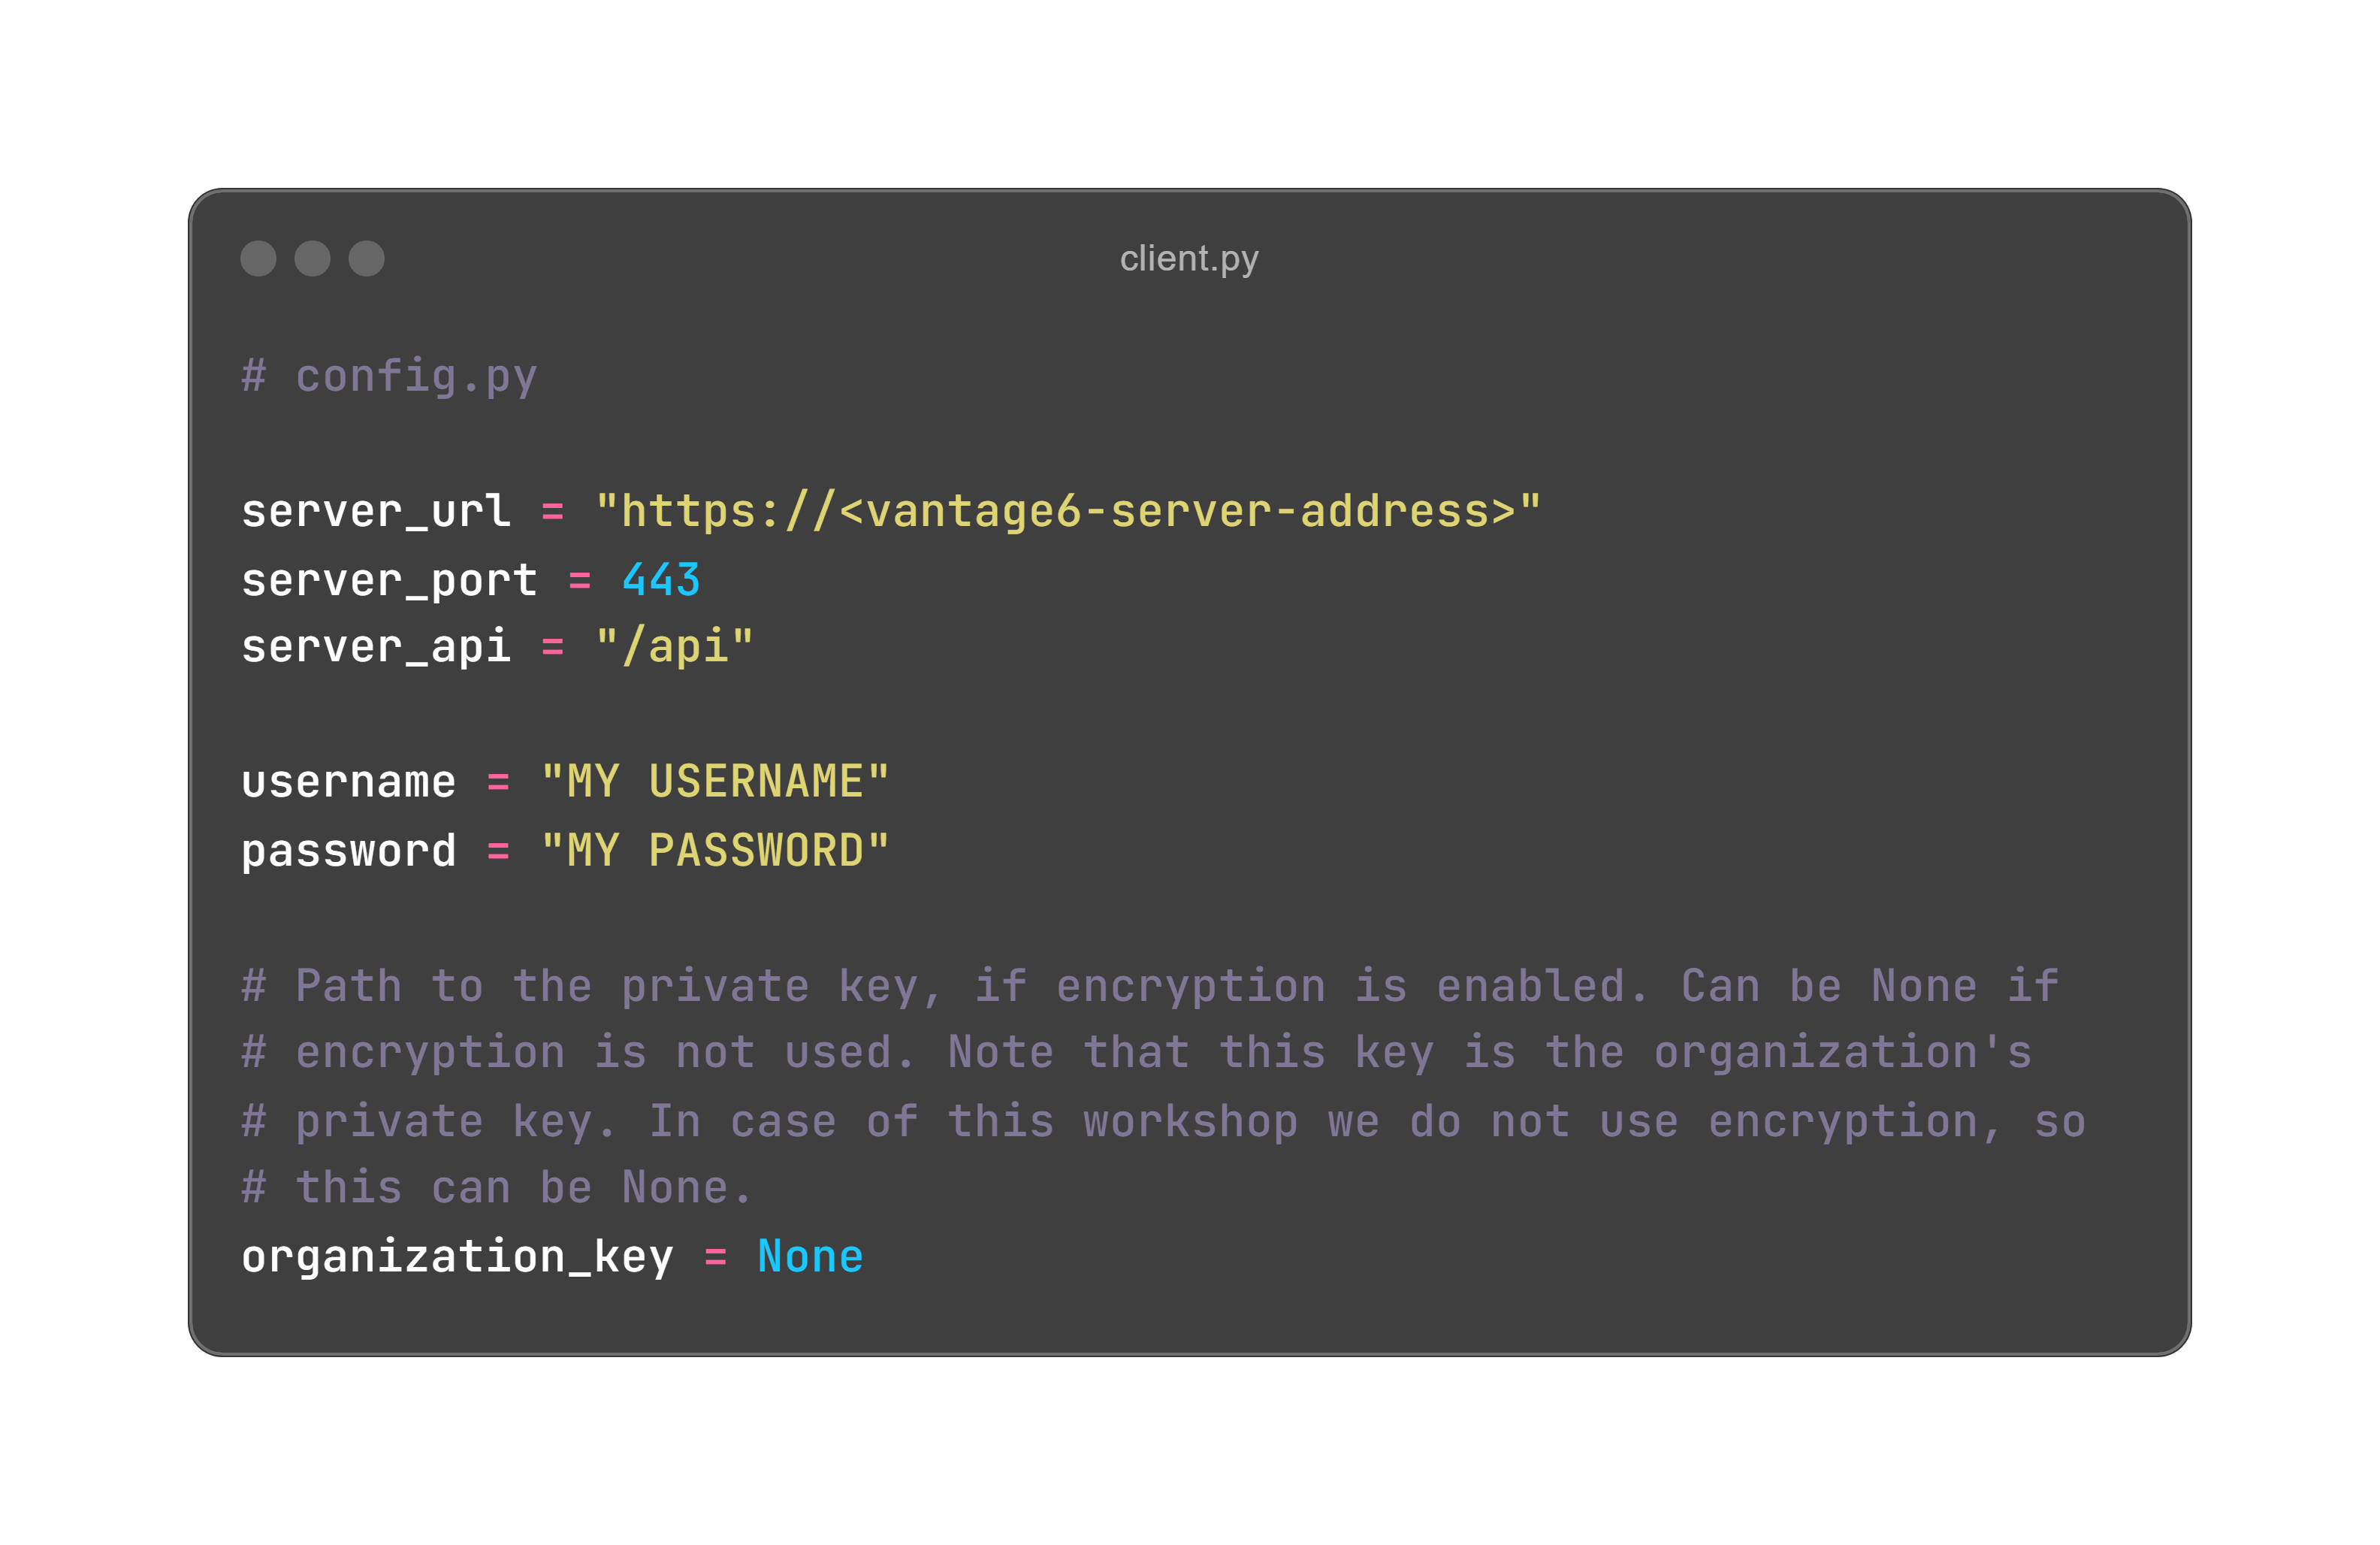 client.py
# config.py
server_url = "https://<vantage6-server-address>"
server_port = 443
server_api = "/api"
username = "MY USERNAME"
password = "MY PASSWORD"
# Path to the private key, if encryption is enabled. Can be None if
# encryption is not used. Note that this key is the organization's
# private key. In case of this workshop we do not use encryption, so
# this can be None.
organization_key = None